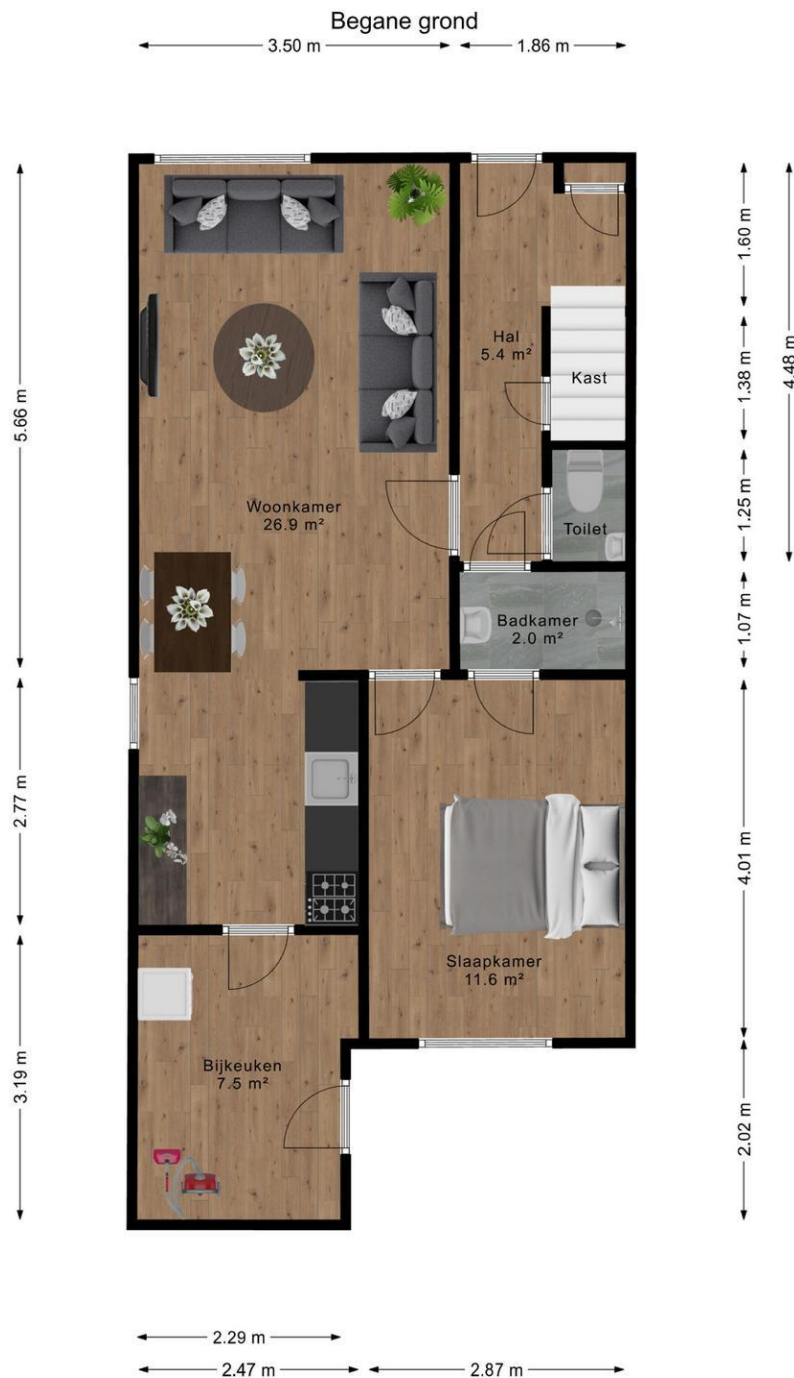 Begane grond
3.50 m
1.86 m
5.66 m
2.77 m
3.19 m
1.60 m
1.38 m
1.25 m
1.07 m
4.48 m
4.01 m
2.02 m
Hal
5.4 m²
Kast
Woonkamer
26.9 m²
Toilet
Badkamer
2.0 m²
Slaapkamer
11.6 m²
Bijkeuken
7.5 m²
2.29 m
2.47 m
2.87 m